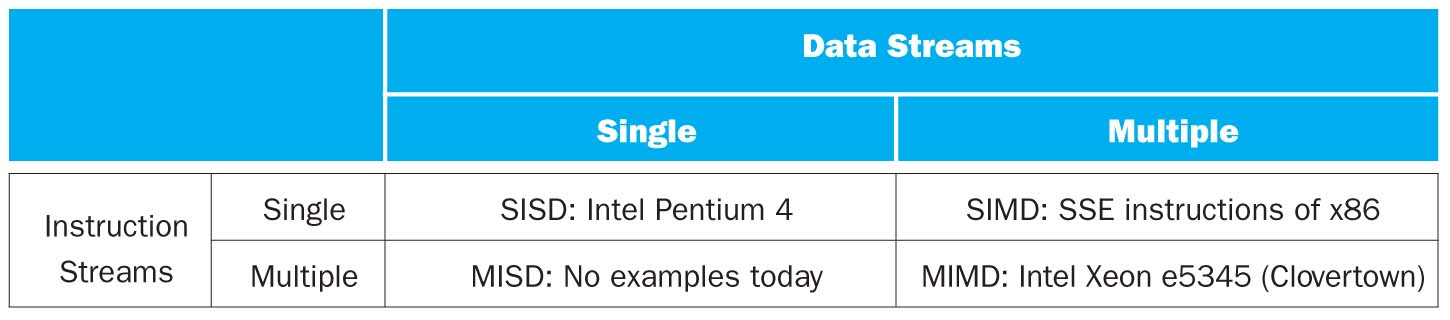 Data Streams
Single
Multiple
Instruction
Streams
Single
SISD: Intel Pentium 4
SIMD: SSE instructions of x86
Multiple
MISD: No examples today
MIMD: Intel Xeon e5345 (Clovertown)